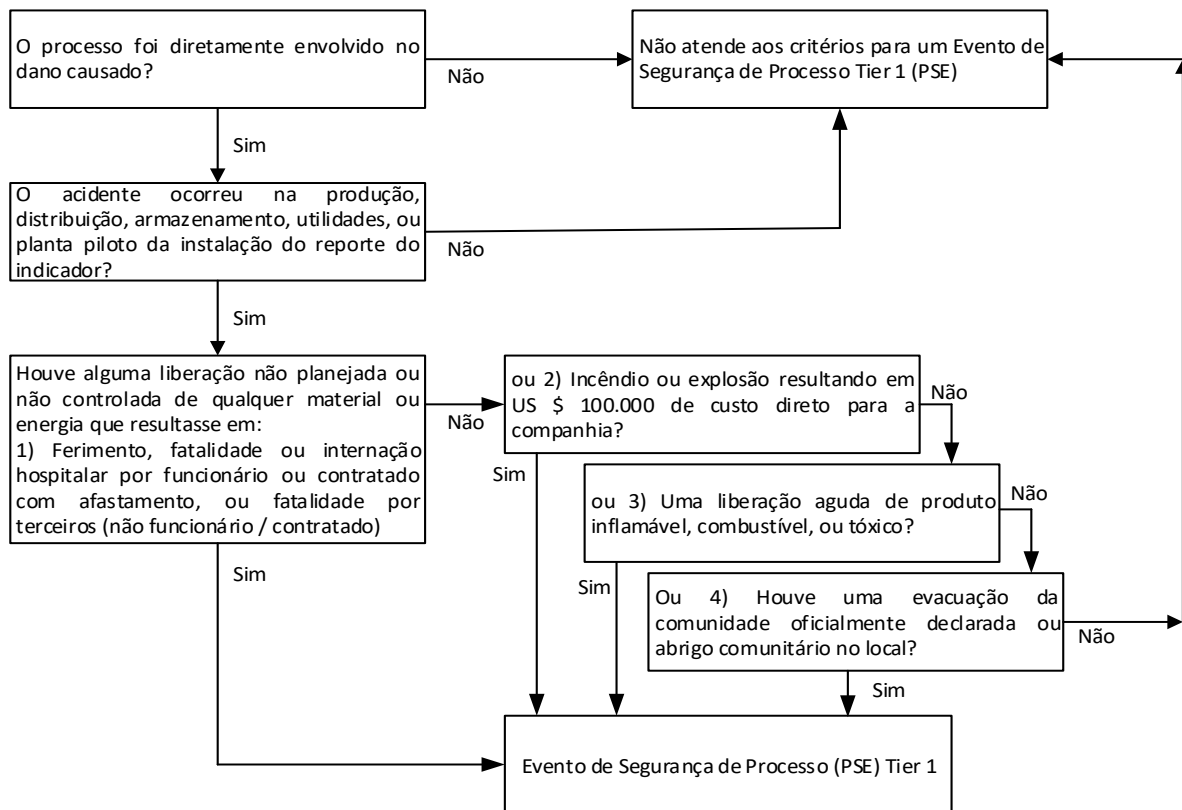 O processo foi diretamente envolvido no
dano causado?
Não
Não atende aos critérios para um Evento de
Segurança de Processo Tier 1 (PSE)
Sim
O acidente ocorreu na produção,
distribuição, armazenamento, utilidades, ou
planta piloto da instalação do reporte do
indicador?
Não
Sim
Houve alguma liberação não planejada ou
não controlada de qualquer material ou
energia que resultasse em:
1) Ferimento, fatalidade ou internação
hospitalar por funcionário ou contratado
com afastamento, ou fatalidade por
terceiros (não funcionário / contratado)
Não
Sim
ou 2) Incêndio ou explosão resultando em
US $ 100.000 de custo direto para a
companhia?
Não
Sim
ou 3) Uma liberação aguda de produto
inflamável, combustível, ou tóxico?
Não
Sim
Ou 4) Houve uma evacuação da
comunidade oficialmente declarada ou
abrigo comunitário no local?
Não
Sim
Evento de Segurança de Processo (PSE) Tier 1